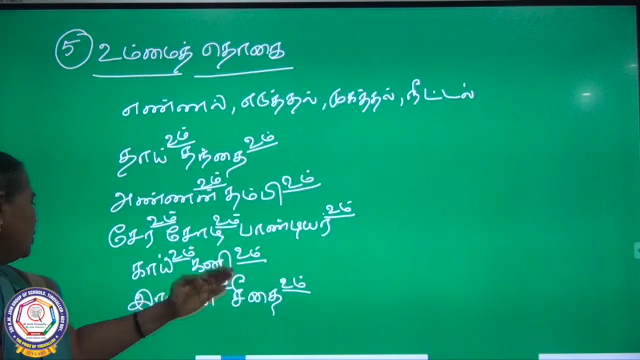 5 உம்மைத் தொகை
எண்ணல், எடுத்தல், முகத்தல், நீட்டல்
உம் உம்
தாய் தந்தை
உம் உம்
அண்ணன் தம்பி
உம் உம் உம்
சேர சோழ பாண்டியர்
உம் உம்
காய் கனி
உம்
சீதை